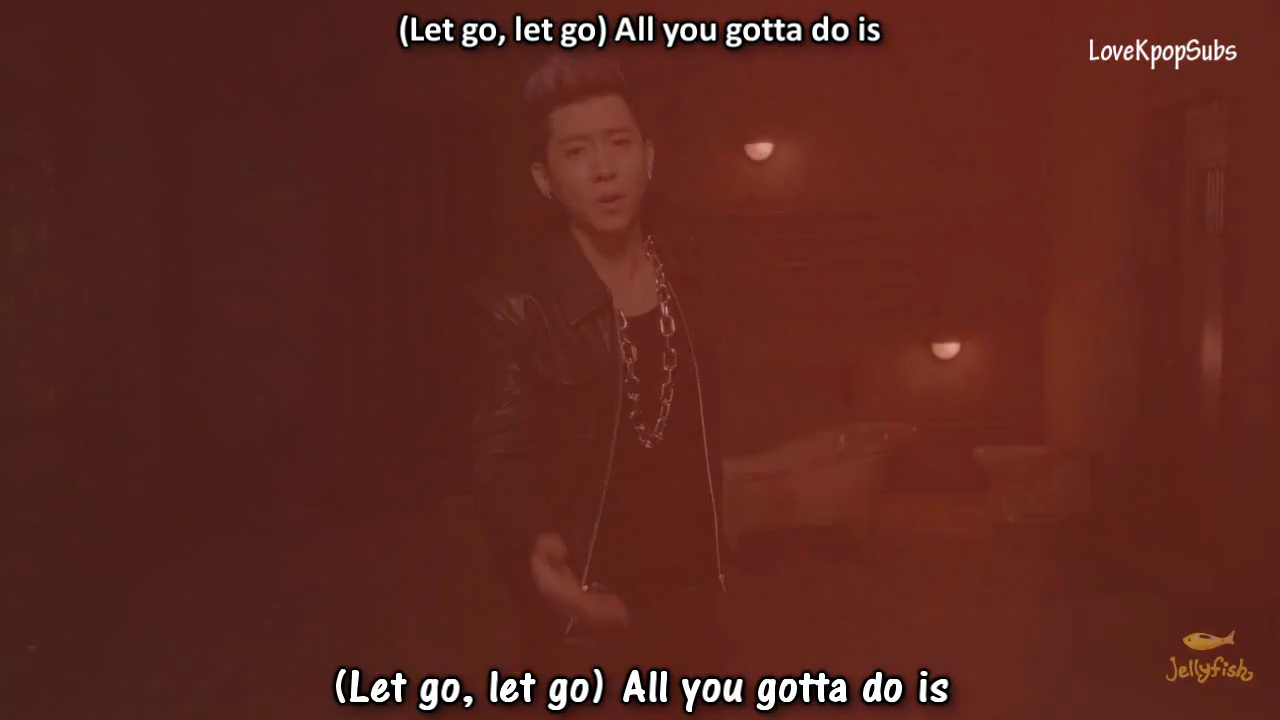 (Let go, let go) All you gotta do is
LoveKpopSubs
Jellyfish
(Let go, let go) All you gotta do is